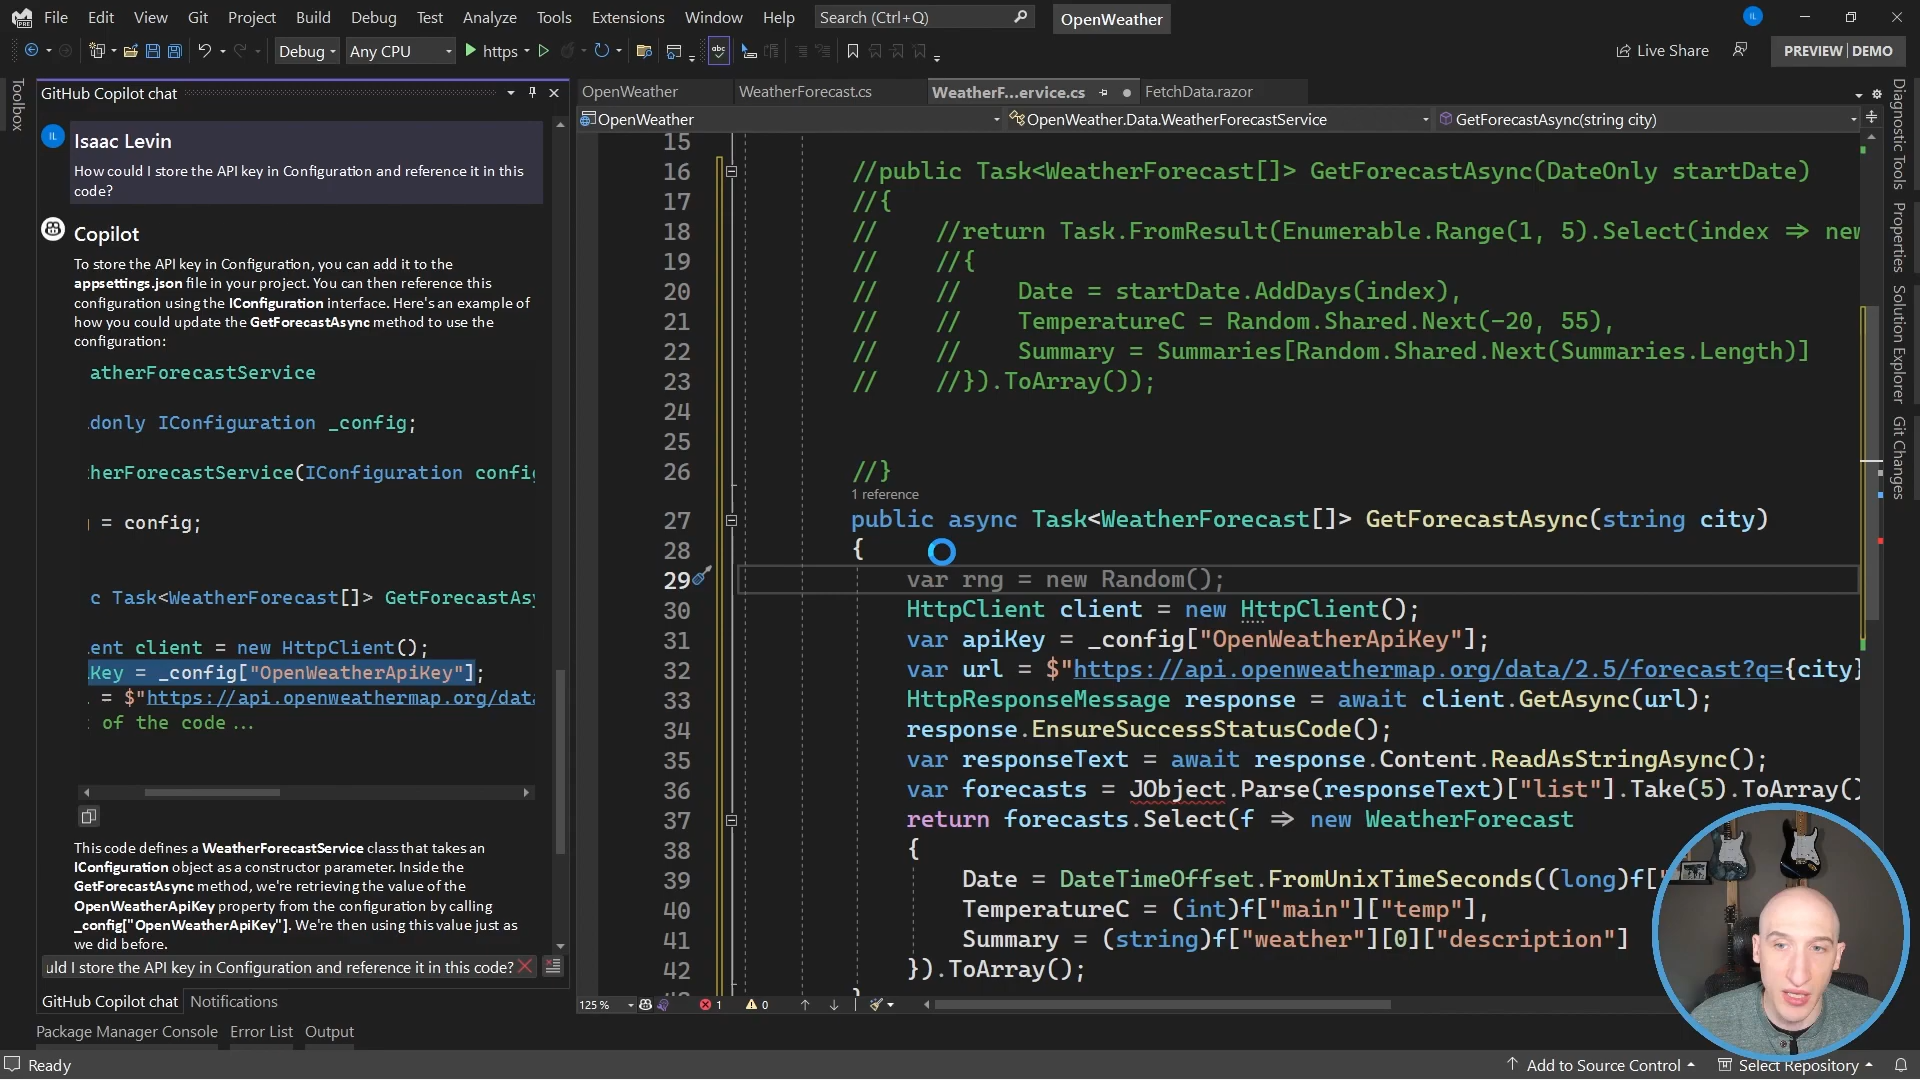 File Edit View Git Project Build Debug Test Analyze Tools Extensions Window Help Search (Ctrl+Q) OpenWeather IL
Debug Any CPU https Live Share PREVIEW | DEMO
Toolbox
GitHub Copilot chat
IL
Isaac Levin
How could I store the API key in Configuration and reference it in this
code?
Copilot
To store the API key in Configuration, you can add it to the
appsettings.json file in your project. You can then reference this
configuration using the IConfiguration interface. Here's an example of
how you could update the GetForecastAsync method to use the
configuration:
atherForecastService
donly IConfiguration _config;
herForecastService(IConfiguration config
= config;
c Task<WeatherForecast[]> GetForecastAsy
ent client = new HttpClient();
Key = _config["OpenWeatherApiKey"];
= $"https://api.openweathermap.org/data
of the code ...
This code defines a WeatherForecastService class that takes an
IConfiguration object as a constructor parameter. Inside the
GetForecastAsync method, we're retrieving the value of the
OpenWeatherApiKey property from the configuration by calling
_config["OpenWeatherApiKey"]. We're then using this value just as
we did before.
uld I store the API key in Configuration and reference it in this code?
GitHub Copilot chat Notifications
Package Manager Console Error List Output
OpenWeather WeatherForecast.cs WeatherF...ervice.cs FetchData.razor
OpenWeather OpenWeather.Data.WeatherForecastService GetForecastAsync(string city)
15
16 //public Task<WeatherForecast[]> GetForecastAsync(DateOnly startDate)
17 //{
18 // //return Task.FromResult(Enumerable.Range(1, 5).Select(index => new
19 // //{
20 // // Date = startDate.AddDays(index),
21 // // TemperatureC = Random.Shared.Next(-20, 55),
22 // // Summary = Summaries[Random.Shared.Next(Summaries.Length)]
23 // //}).ToArray());
24
25
26 //}
1 reference
27 public async Task<WeatherForecast[]> GetForecastAsync(string city)
28 {
29 var rng = new Random();
30 HttpClient client = new HttpClient();
31 var apiKey = _config["OpenWeatherApiKey"];
32 var url = $"https://api.openweathermap.org/data/2.5/forecast?q={city}
33 HttpResponseMessage response = await client.GetAsync(url);
34 response.EnsureSuccessStatusCode();
35 var responseText = await response.Content.ReadAsStringAsync();
36 var forecasts = JObject.Parse(responseText)["list"].Take(5).ToArray()
37 return forecasts.Select(f => new WeatherForecast
38 {
39 Date = DateTimeOffset.FromUnixTimeSeconds((long)f["
40 TemperatureC = (int)f["main"]["temp"],
41 Summary = (string)f["weather"][0]["description"]
42 }).ToArray();
125 % 1 0
Diagnostic Tools
Properties
Solution Explorer
Git Changes
Ready Add to Source Control Select Repository